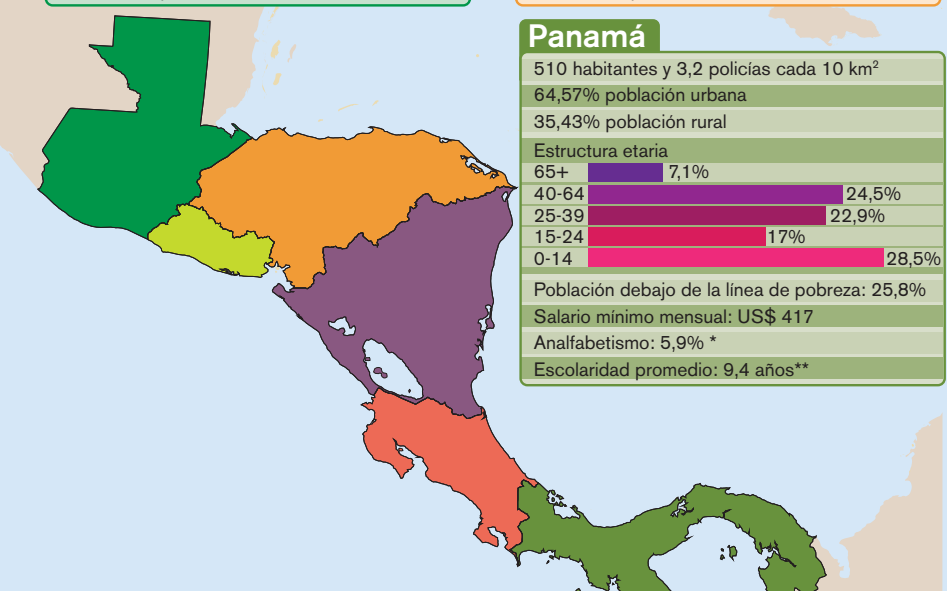 Panamá
510 habitantes y 3,2 policías cada 10 km²
64,57% población urbana
35,43% población rural
Estructura etaria
65+ 7,1%
40-64 24,5%
25-39 22,9%
15-24 17%
0-14 28,5%
Población debajo de la línea de pobreza: 25,8%
Salario mínimo mensual: US$ 417
Analfabetismo: 5,9% *
Escolaridad promedio: 9,4 años**